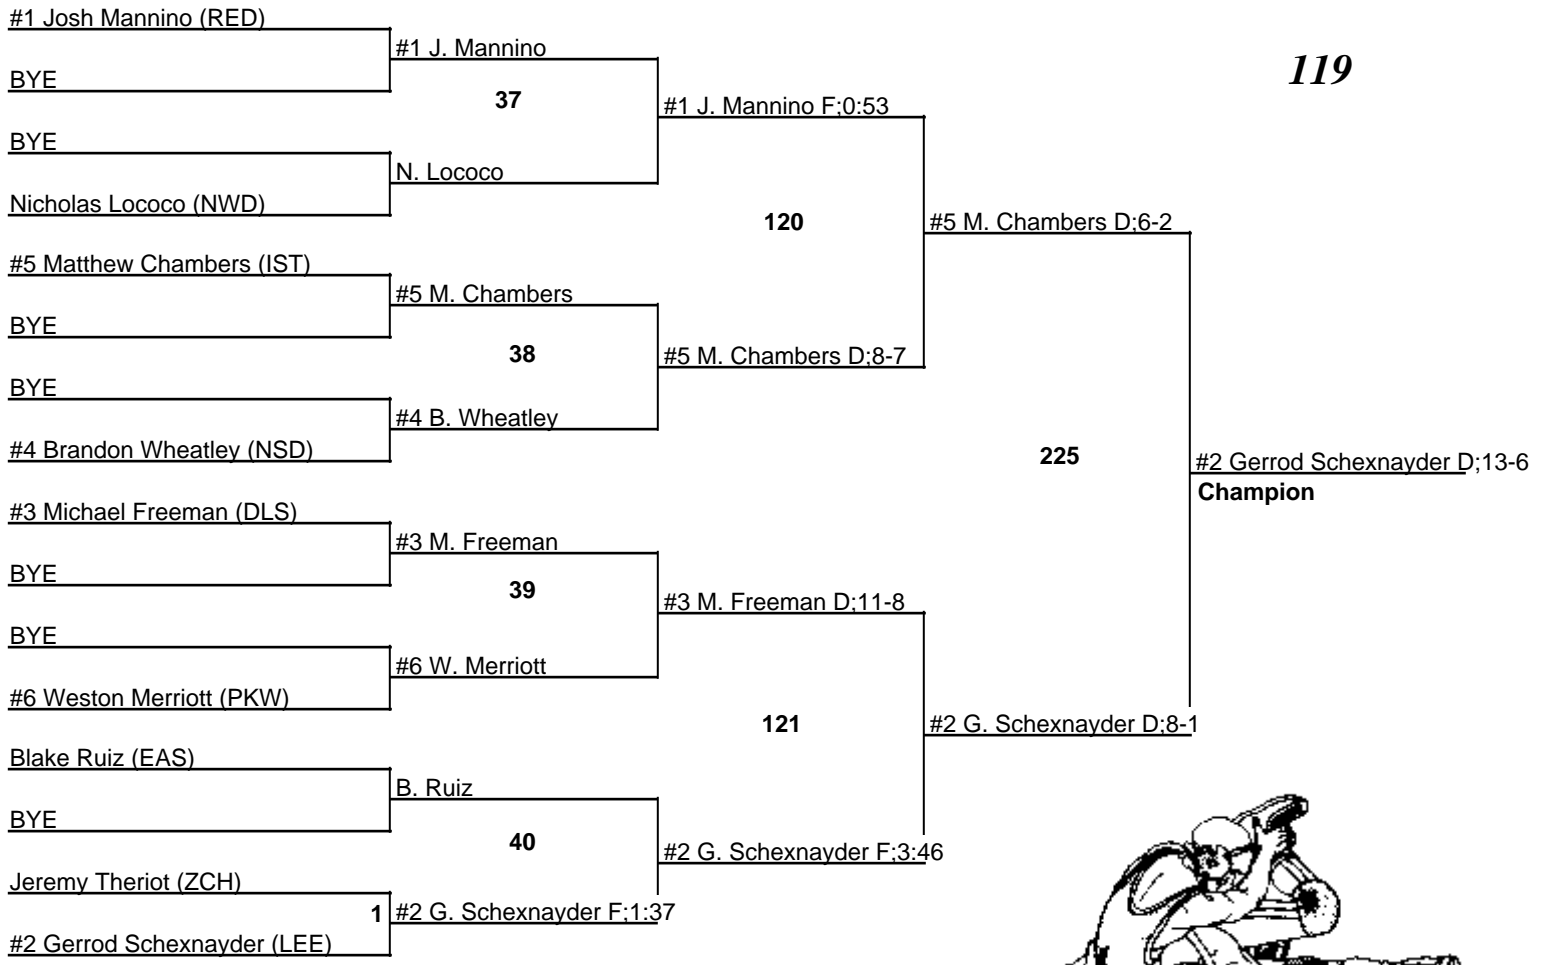 #1 Josh Mannino (RED)
BYE
BYE
Nicholas Lococo (NWD)
#5 Matthew Chambers (IST)
BYE
BYE
#4 Brandon Wheatley (NSD)
#3 Michael Freeman (DLS)
BYE
BYE
#6 Weston Merriott (PKW)
Blake Ruiz (EAS)
BYE
Jeremy Theriot (ZCH)
#2 Gerrod Schexnayder (LEE)
1
#1 J. Mannino
37
N. Lococo
#5 M. Chambers
38
#4 B. Wheatley
#3 M. Freeman
39
#6 W. Merriott
B. Ruiz
40
#2 G. Schexnayder F;1:37
#1 J. Mannino F;0:53
120
#5 M. Chambers D;8-7
#3 M. Freeman D;11-8
121
#2 G. Schexnayder F;3:46
#5 M. Chambers D;6-2
225
#2 G. Schexnayder D;8-1
#2 Gerrod Schexnayder D;13-6
Champion
119